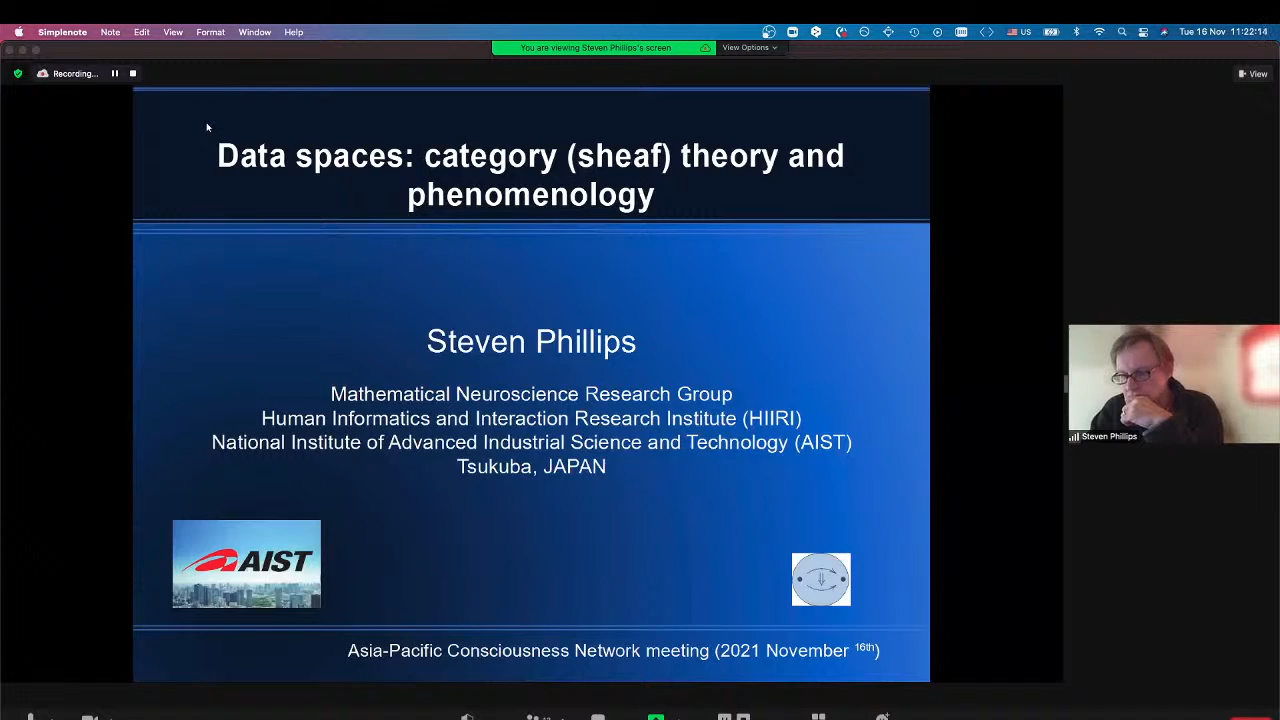 Simplenote Note Edit View Format Window Help US Tue 16 Nov 11:22:14
You are viewing Steven Phillips's screen View Options
Recording... View
Data spaces: category (sheaf) theory and
phenomenology
Steven Phillips
Mathematical Neuroscience Research Group
Human Informatics and Interaction Research Institute (HIIRI)
National Institute of Advanced Industrial Science and Technology (AIST)
Tsukuba, JAPAN
Steven Phillips
AIST
Asia-Pacific Consciousness Network meeting (2021 November 16th)